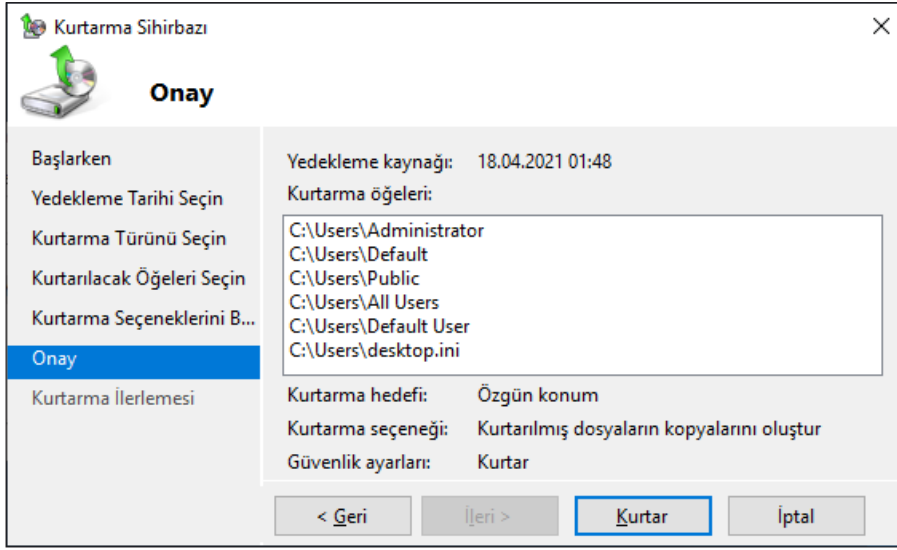 Kurtarma Sihirbazı
Onay
Başlarken
Yedekleme Tarihi Seçin
Kurtarma Türünü Seçin
Kurtarılacak Öğeleri Seçin
Kurtarma Seçeneklerini B...
Onay
Kurtarma İlerlemesi
Yedekleme kaynağı: 18.04.2021 01:48
Kurtarma öğeleri:
C:\Users\Administrator
C:\Users\Default
C:\Users\Public
C:\Users\All Users
C:\Users\Default User
C:\Users\desktop.ini
Kurtarma hedefi: Özgün konum
Kurtarma seçeneği: Kurtarılmış dosyaların kopyalarını oluştur
Güvenlik ayarları: Kurtar
< Geri İleri > Kurtar İptal